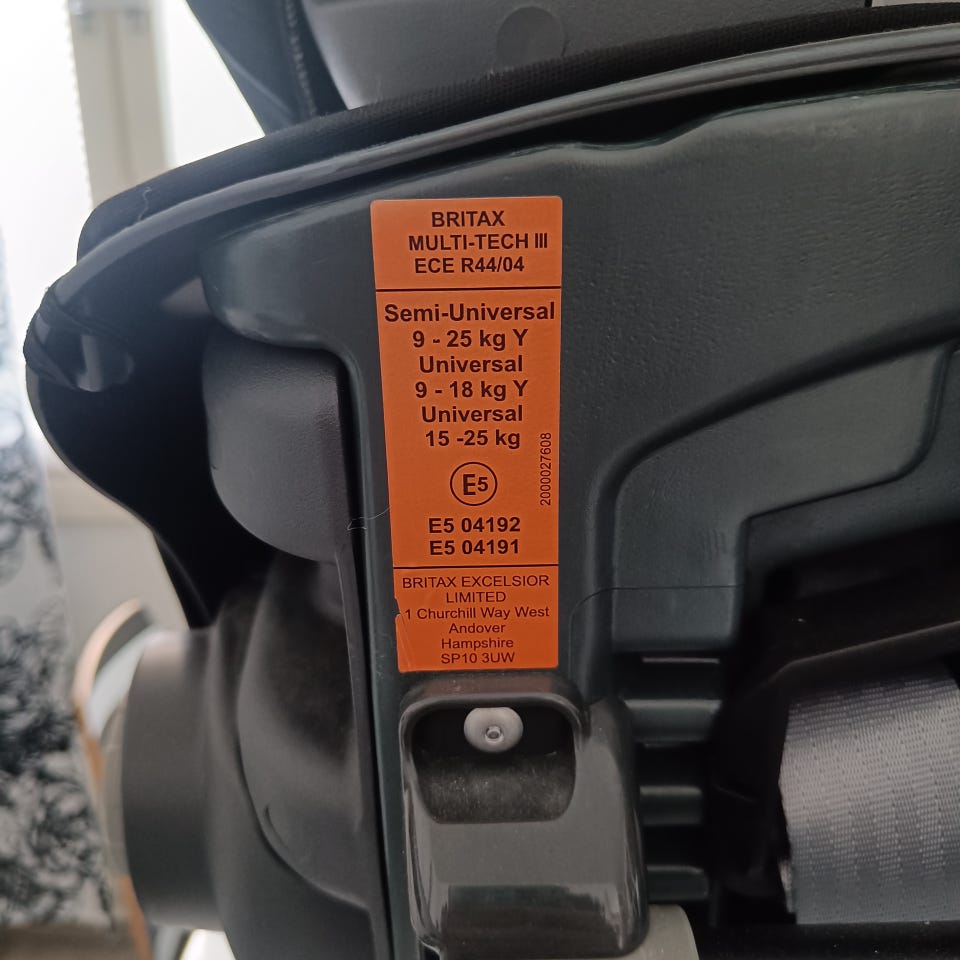 BRITAX
MULTI-TECH III
ECE R44/04
Semi-Universal
9 - 25 kg Y
Universal
9 - 18 kg Y
Universal
15 -25 kg
E5
E5 04192
E5 04191
2000027608
BRITAX EXCELSIOR
LIMITED
1 Churchill Way West
Andover
Hampshire
SP10 3UW